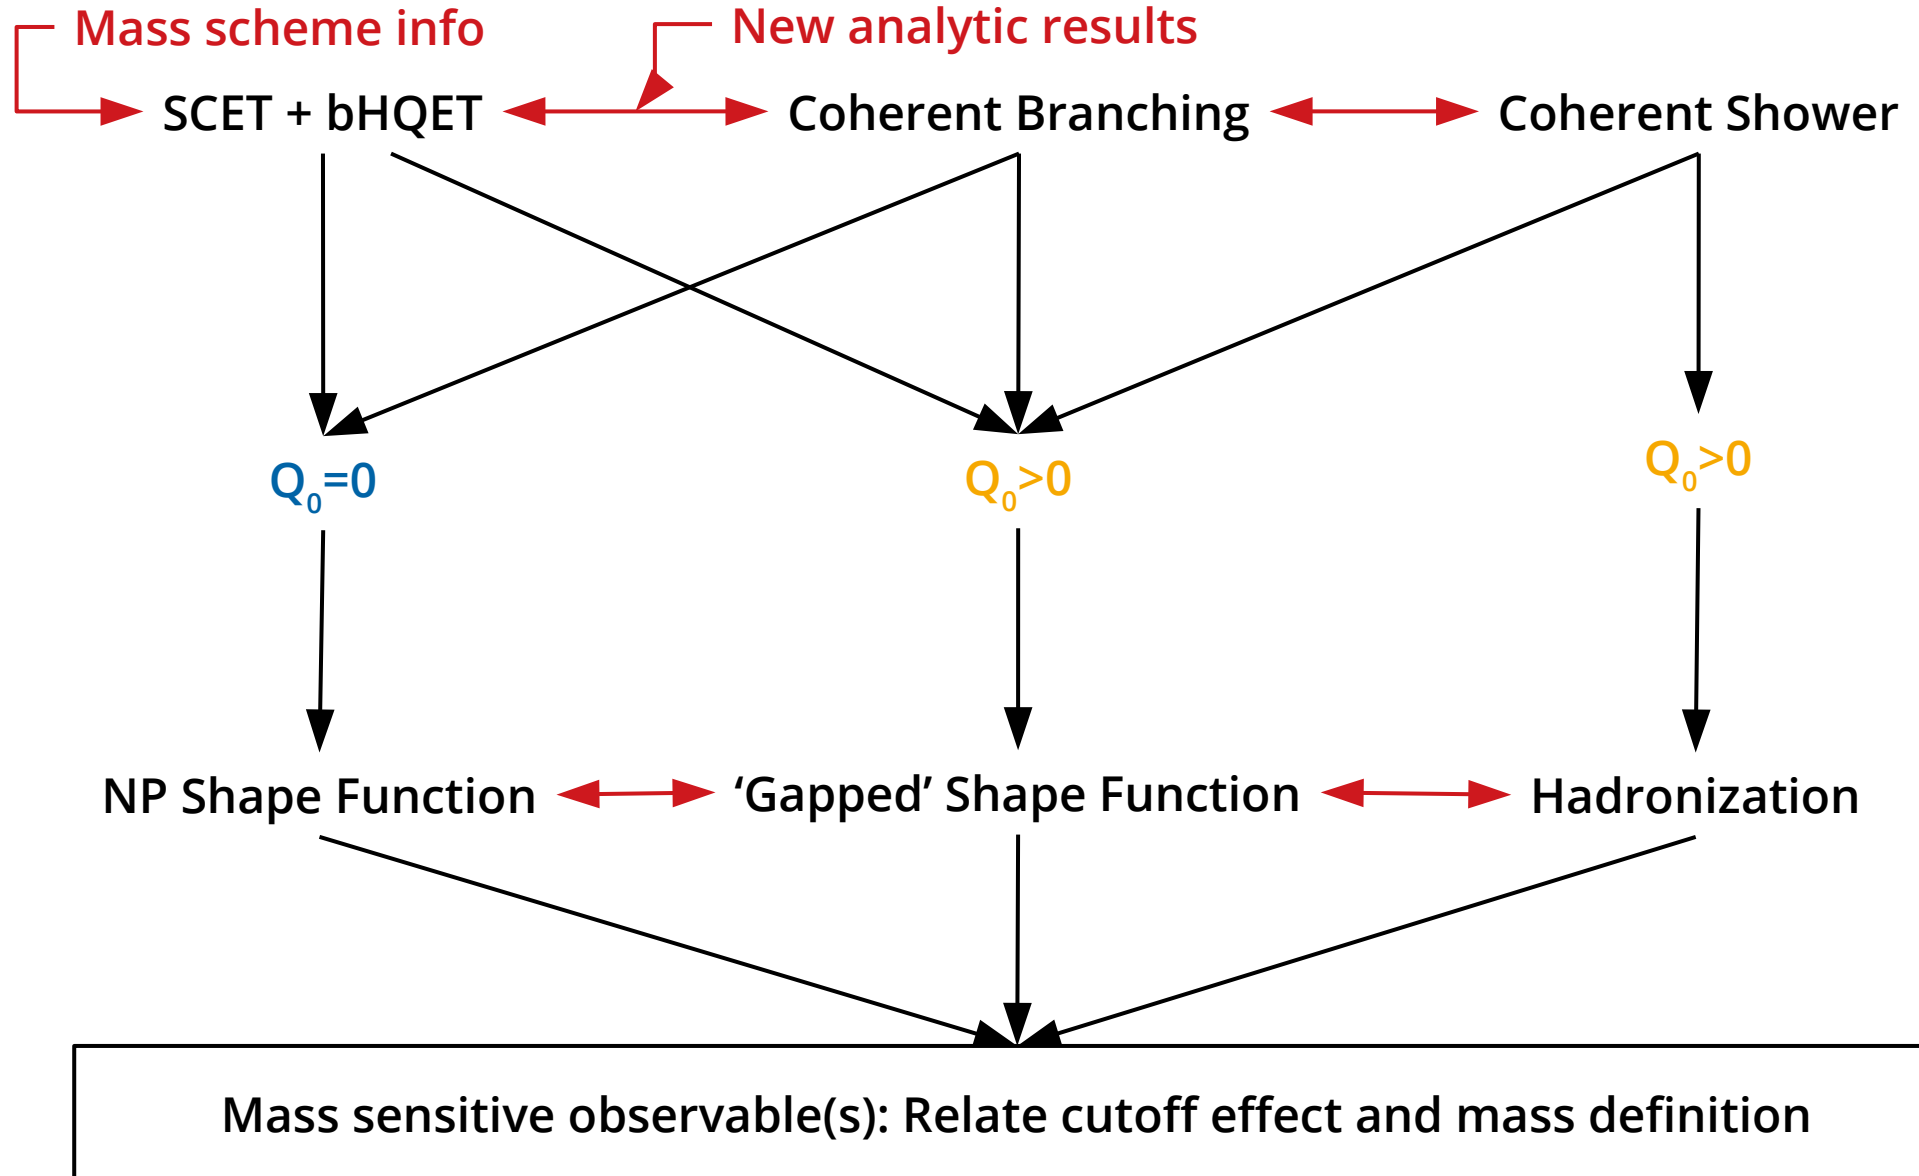 Mass scheme info
New analytic results
SCET + bHQET
Coherent Branching
Coherent Shower
Q₀=0
Q₀>0
Q₀>0
NP Shape Function
‘Gapped’ Shape Function
Hadronization
Mass sensitive observable(s): Relate cutoff effect and mass definition